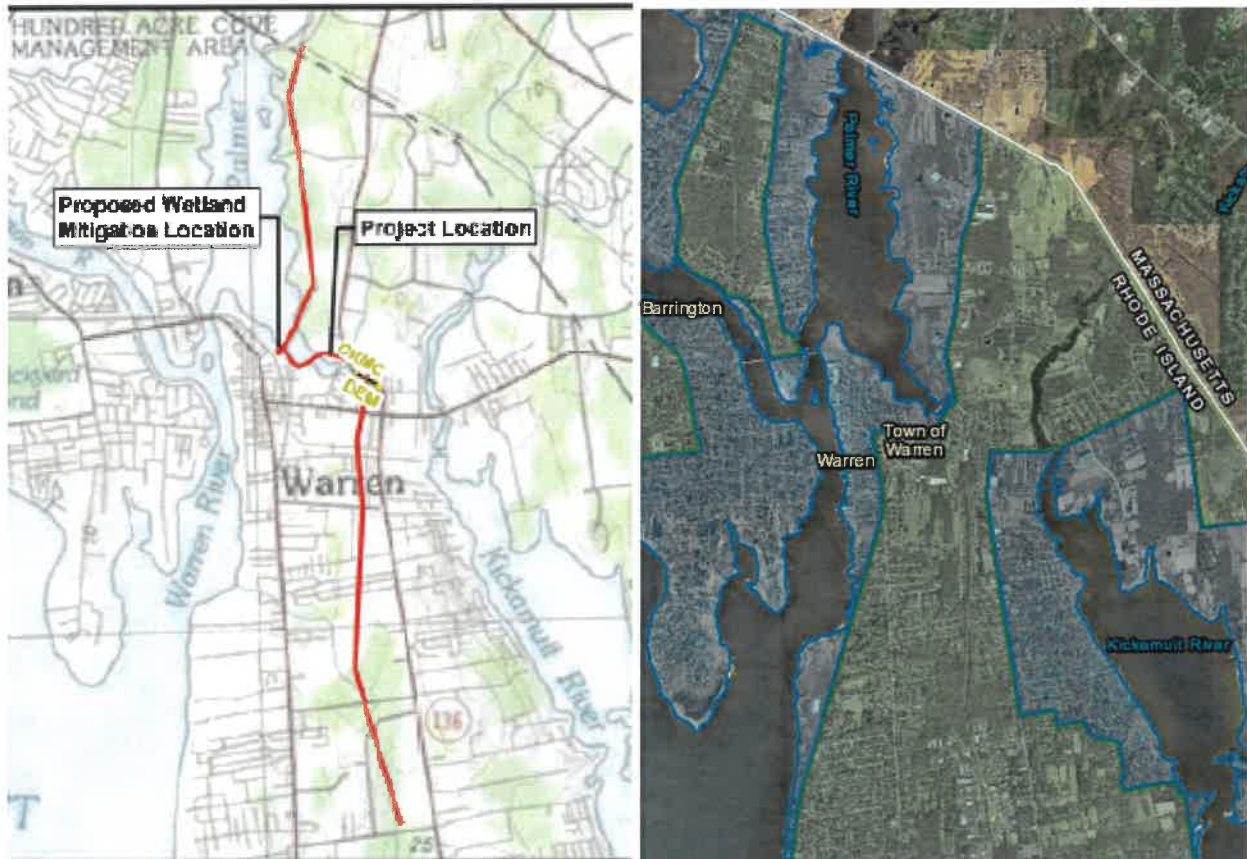 HUNDRED ACRE COVE
MANAGEMENT AREA
Palmer
Proposed Wetland
Mitigation Location
Project Location
CRMC
DEM
Warren
Warren River
Kickamuit River
136
25
Palmer River
Barrington
MASSACHUSETTS
RHODE ISLAND
Town of
Warren
Warren
Kickamuit River